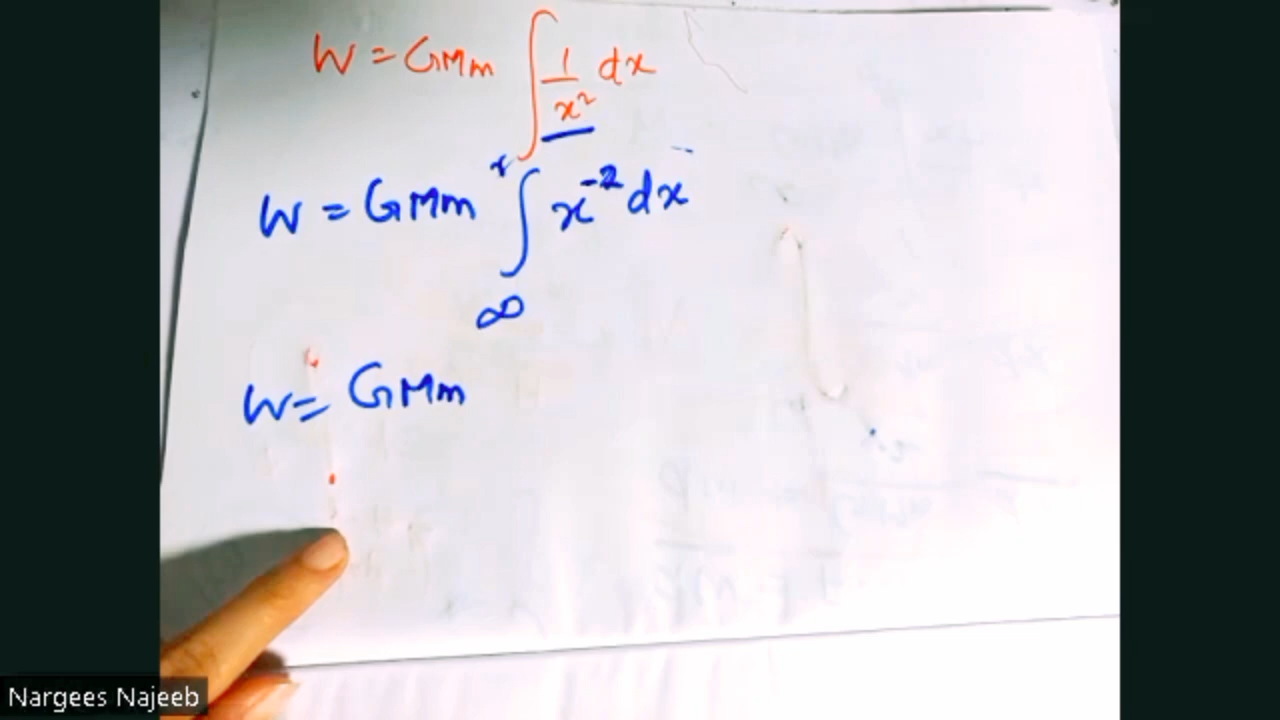 W = GMm ∫ 1/x² dx
W = GMm ∫_∞^r x⁻² dx
W = GMm
Nargees Najeeb